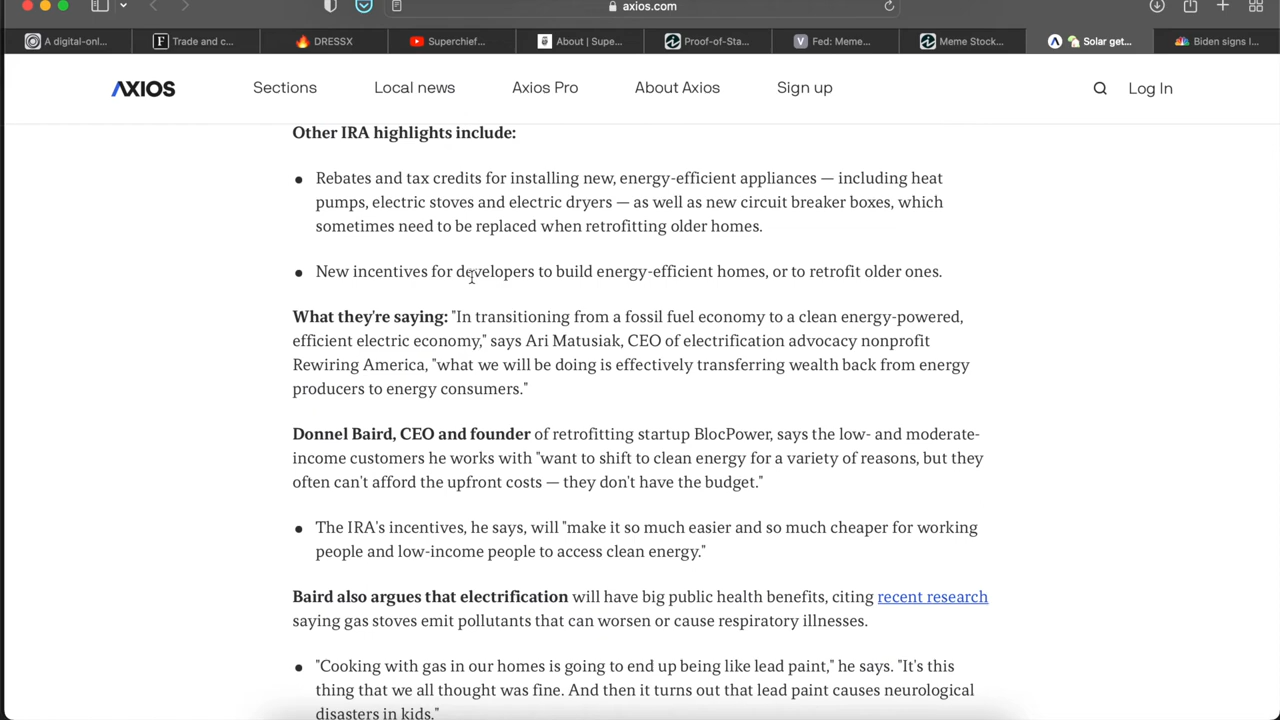 axios.com
A digital-onl...
Trade and c...
DRESSX
Superchief...
About | Supe...
Proof-of-Sta...
Fed: Meme...
Meme Stock...
Solar get...
Biden signs I...
AXIOS
Sections
Local news
Axios Pro
About Axios
Sign up
Log In
Other IRA highlights include:
Rebates and tax credits for installing new, energy-efficient appliances — including heat
pumps, electric stoves and electric dryers — as well as new circuit breaker boxes, which
sometimes need to be replaced when retrofitting older homes.
New incentives for developers to build energy-efficient homes, or to retrofit older ones.
What they're saying: "In transitioning from a fossil fuel economy to a clean energy-powered,
efficient electric economy," says Ari Matusiak, CEO of electrification advocacy nonprofit
Rewiring America, "what we will be doing is effectively transferring wealth back from energy
producers to energy consumers."
Donnel Baird, CEO and founder of retrofitting startup BlocPower, says the low- and moderate-
income customers he works with "want to shift to clean energy for a variety of reasons, but they
often can't afford the upfront costs — they don't have the budget."
The IRA's incentives, he says, will "make it so much easier and so much cheaper for working
people and low-income people to access clean energy."
Baird also argues that electrification will have big public health benefits, citing recent research
saying gas stoves emit pollutants that can worsen or cause respiratory illnesses.
"Cooking with gas in our homes is going to end up being like lead paint," he says. "It's this
thing that we all thought was fine. And then it turns out that lead paint causes neurological
disasters in kids."